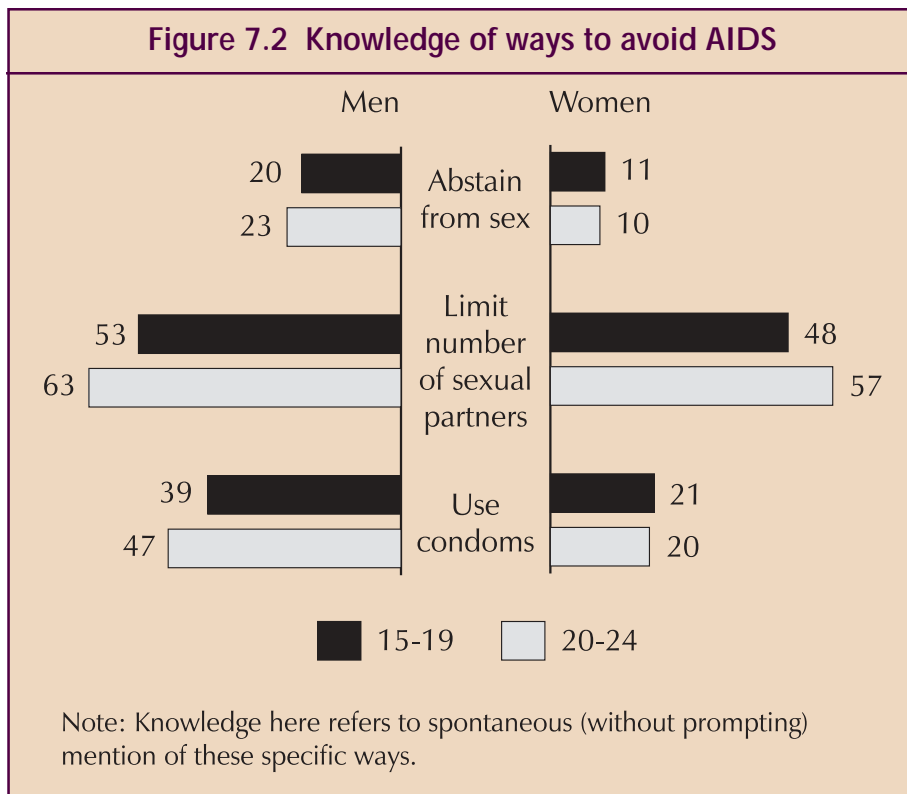 Figure 7.2  Knowledge of ways to avoid AIDS
Men
Women
20
23
Abstain
from sex
11
10
53
63
Limit
number
of sexual
partners
48
57
39
47
Use
condoms
21
20
15-19
20-24
Note: Knowledge here refers to spontaneous (without prompting)
mention of these specific ways.